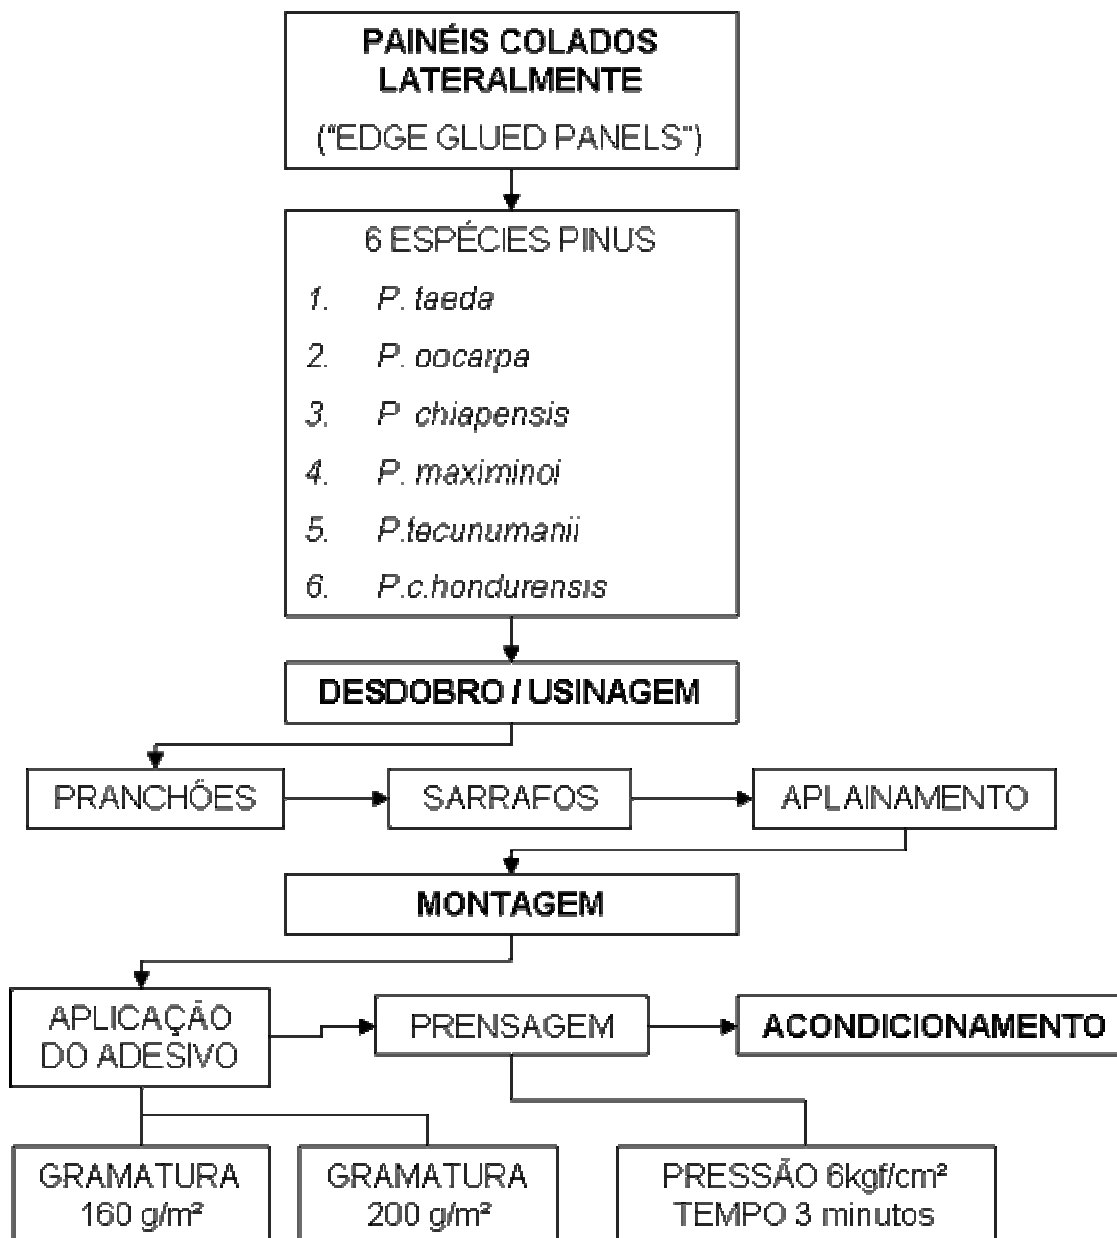 PAINÉIS COLADOS
LATERALMENTE
("EDGE GLUED PANELS")
6 ESPÉCIES PINUS
1. P. taeda
2. P. oocarpa
3. P chiapensis
4. P. maximinoi
5. P.tecunumanii
6. P.c.hondurensis
DESDOBRO / USINAGEM
PRANCHÕES
SARRAFOS
APLAINAMENTO
MONTAGEM
APLICAÇÃO
DO ADESIVO
PRENSAGEM
ACONDICIONAMENTO
GRAMATURA
160 g/m²
GRAMATURA
200 g/m²
PRESSÃO 6kgf/cm²
TEMPO 3 minutos